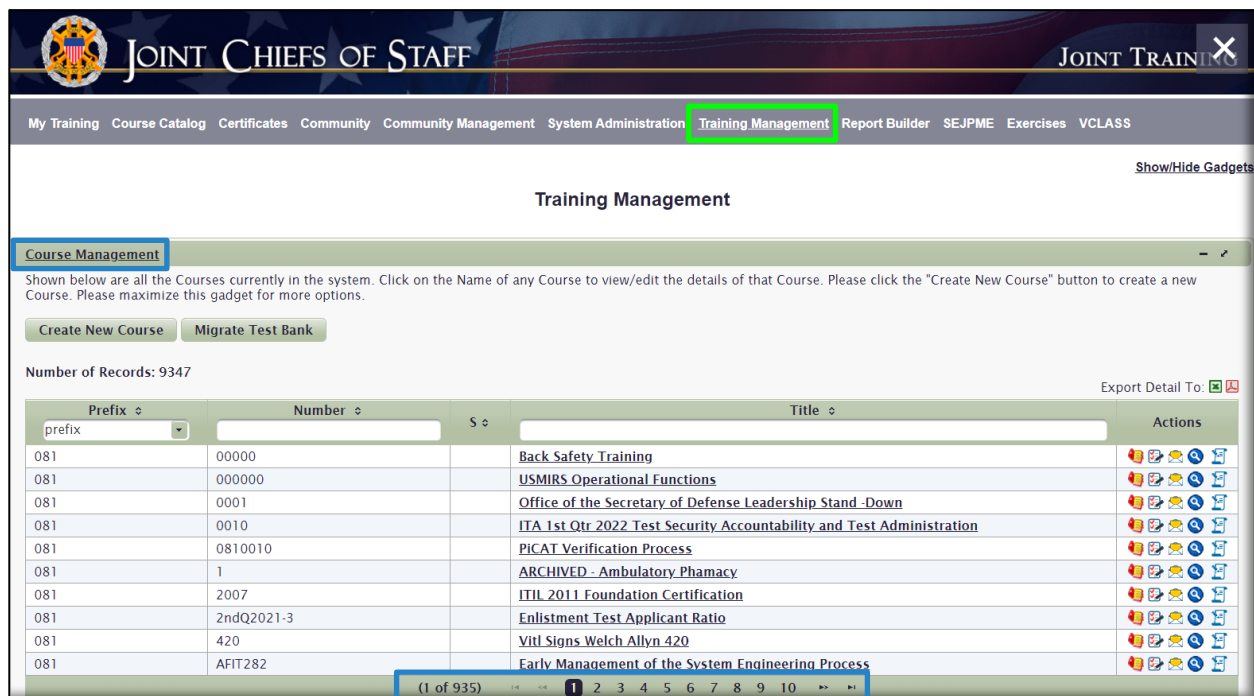 JOINT CHIEFS OF STAFF
JOINT TRAINING
My Training Course Catalog Certificates Community Community Management System Administration Training Management Report Builder SEJPME Exercises VCLASS
Show/Hide Gadgets
Training Management
Course Management
Shown below are all the Courses currently in the system. Click on the Name of any Course to view/edit the details of that Course. Please click the "Create New Course" button to create a new
Course. Please maximize this gadget for more options.
Create New Course Migrate Test Bank
Number of Records: 9347
Export Detail To:
Prefix Number S Title Actions
prefix
081 00000 Back Safety Training
081 000000 USMIRS Operational Functions
081 0001 Office of the Secretary of Defense Leadership Stand -Down
081 0010 ITA 1st Qtr 2022 Test Security Accountability and Test Administration
081 0810010 PiCAT Verification Process
081 1 ARCHIVED - Ambulatory Phamacy
081 2007 ITIL 2011 Foundation Certification
081 2ndQ2021-3 Enlistment Test Applicant Ratio
081 420 Vitl Signs Welch Allyn 420
081 AFIT282 Early Management of the System Engineering Process
(1 of 935) 1 2 3 4 5 6 7 8 9 10